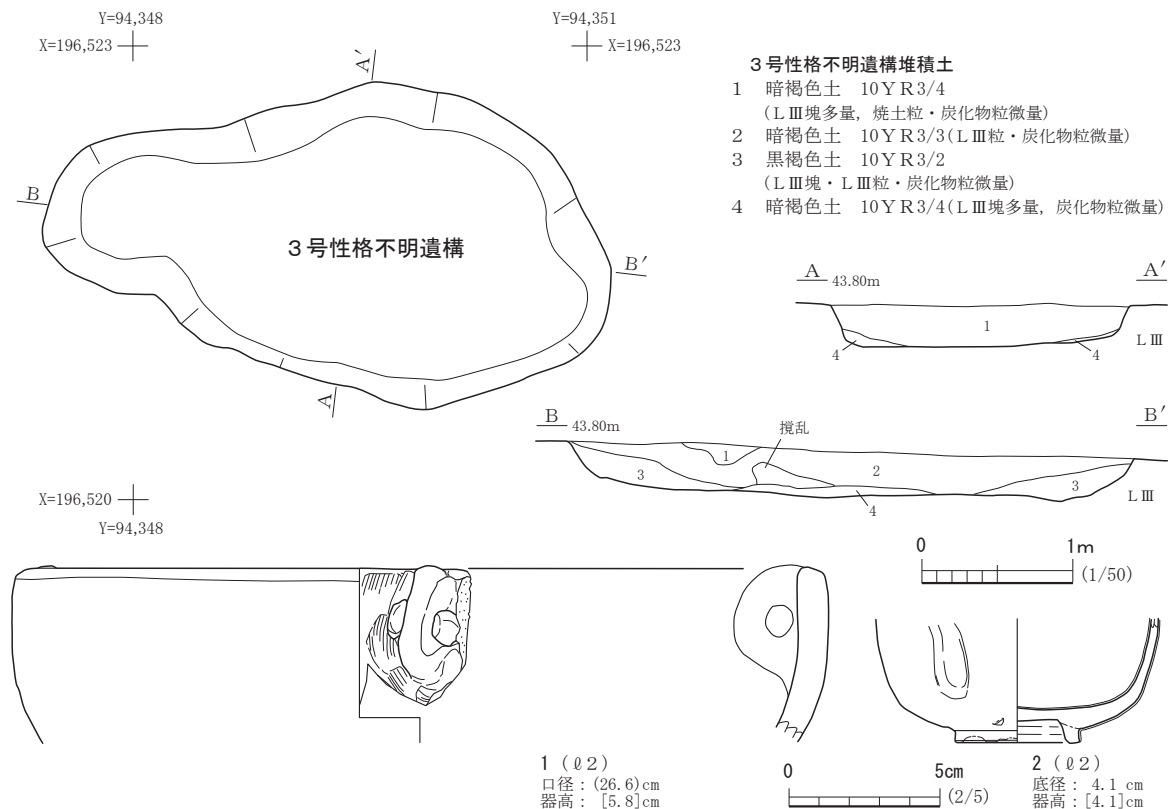 Y=94,348
Y=94,351
X=196,523
X=196,523
A′
B
3号性格不明遺構
B′
A
X=196,520
Y=94,348
3号性格不明遺構堆積土
1 暗褐色土 10YR3/4
(LⅢ塊多量，焼土粒・炭化物粒微量)
2 暗褐色土 10YR3/3(LⅢ粒・炭化物粒微量)
3 黒褐色土 10YR3/2
(LⅢ塊・LⅢ粒・炭化物粒微量)
4 暗褐色土 10YR3/4(LⅢ塊多量，炭化物粒微量)
A 43.80m A′
1
4 4 LⅢ
B 43.80m 撹乱 B′
1 2
3 3 LⅢ
4
0 1m
(1/50)
1 (ℓ2)
口径：(26.6)cm
器高：[5.8]cm
0 5cm
(2/5)
2 (ℓ2)
底径： 4.1 cm
器高：[4.1]cm